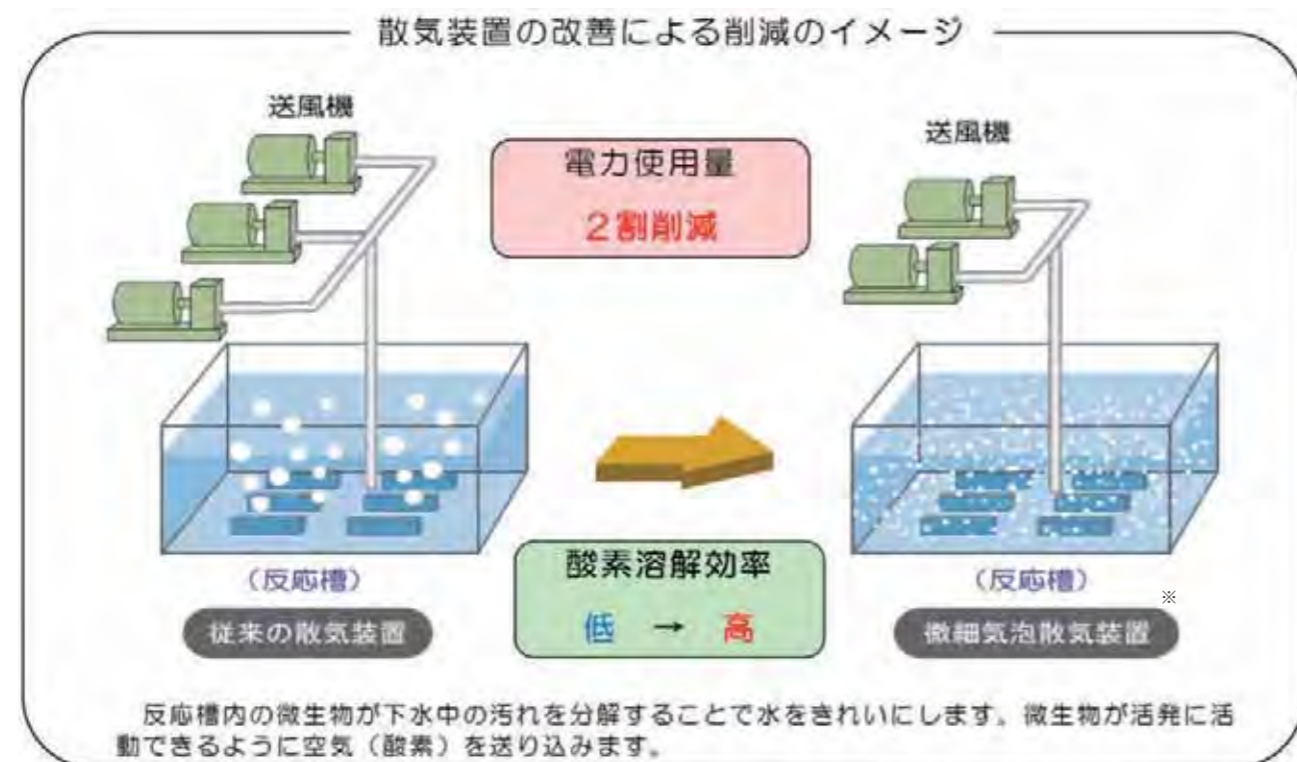 散気装置の改善による削減のイメージ
送風機
送風機
電力使用量
２割削減
酸素溶解効率
低 → 高
（反応槽）
（反応槽）
※
従来の散気装置
微細気泡散気装置
反応槽内の微生物が下水中の汚れを分解することで水をきれいにします。微生物が活発に活
動できるように空気（酸素）を送り込みます。